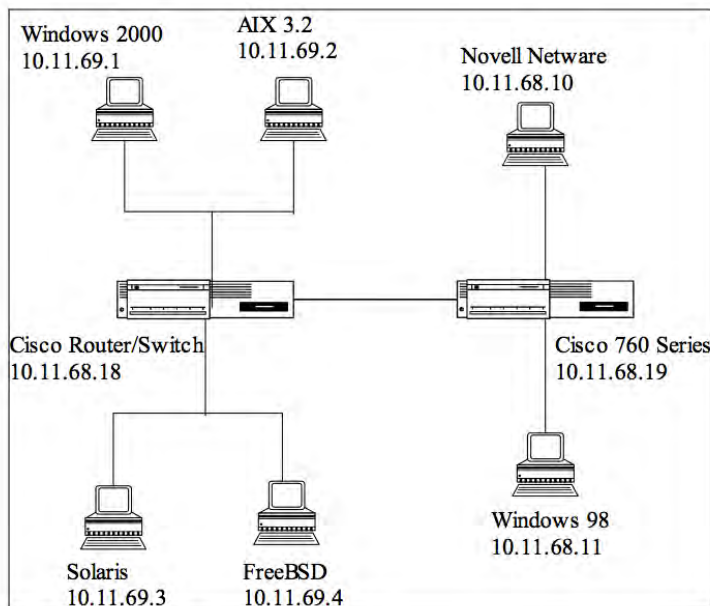 Windows 2000
10.11.69.1
AIX 3.2
10.11.69.2
Novell Netware
10.11.68.10
Cisco Router/Switch
10.11.68.18
Cisco 760 Series
10.11.68.19
Solaris
10.11.69.3
FreeBSD
10.11.69.4
Windows 98
10.11.68.11